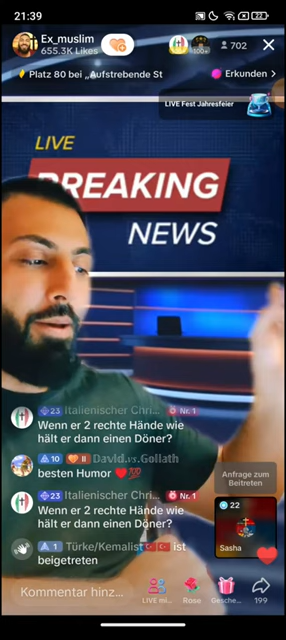 21:39
22
Ex_muslim
655.3K Likes
100+
702
Platz 80 bei „Aufstrebende St
Erkunden >
LIVE Fest Jahresfeier
LIVE
BREAKING
NEWS
23 Italienischer Chri... Nr. 1
Wenn er 2 rechte Hände wie
hält er dann einen Döner?
10 II David.vs.Goliath
besten Humor ❤️💯
23 Italienischer Chri... Nr. 1
Wenn er 2 rechte Hände wie
hält er dann einen Döner?
1 Türke/Kemalist🇹🇷🇹🇷 ist
beigetreten
Anfrage zum
Beitreten
22
Sasha
Kommentar hinz...
LIVE mi...
Rose
Gesche...
199